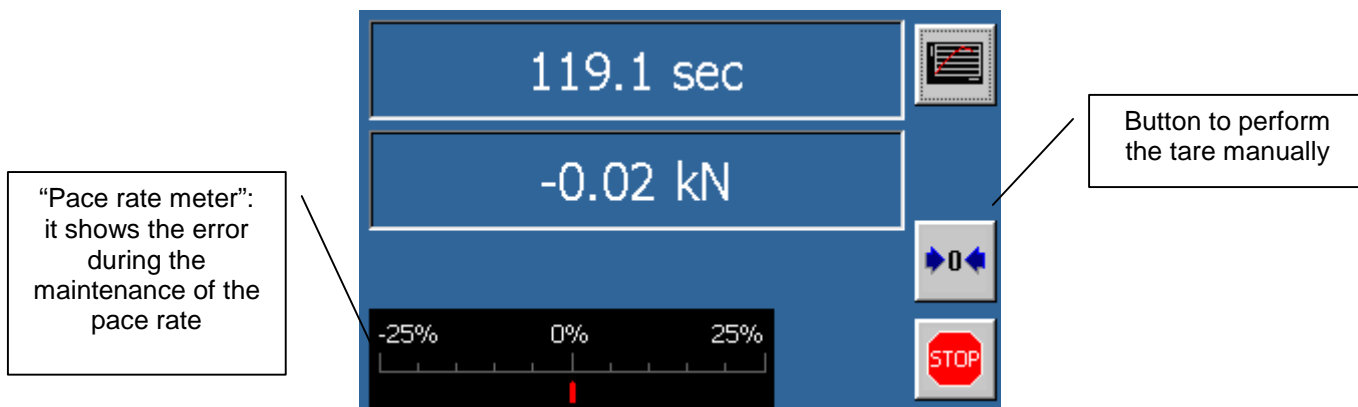 119.1 sec
-0.02 kN
Button to perform
the tare manually
“Pace rate meter”:
it shows the error
during the
maintenance of the
pace rate
0
-25% 0% 25%
STOP